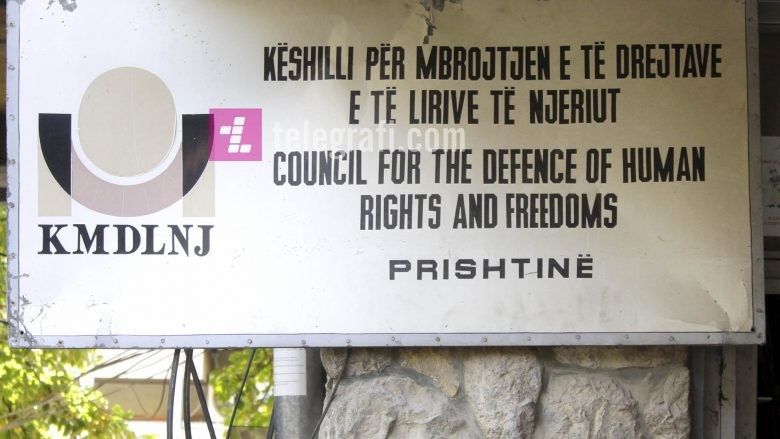 KËSHILLI PËR MBROJTJEN E TË DREJTAVE
E TË LIRIVE TË NJERIUT
telegrafi.com
COUNCIL FOR THE DEFENCE OF HUMAN
RIGHTS AND FREEDOMS
KMDLNJ
PRISHTINË